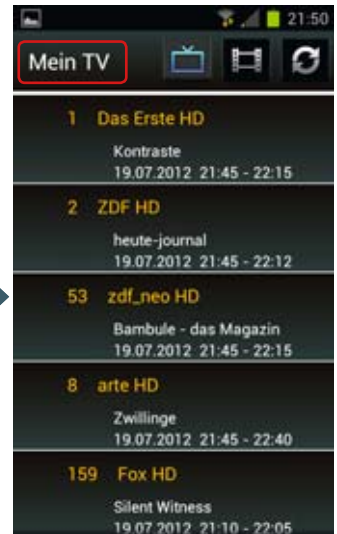 21:50
Mein TV
1 Das Erste HD
Kontraste
19.07.2012 21:45 - 22:15
2 ZDF HD
heute-journal
19.07.2012 21:45 - 22:12
53 zdf_neo HD
Bambule - das Magazin
19.07.2012 21:45 - 22:15
8 arte HD
Zwillinge
19.07.2012 21:45 - 22:40
159 Fox HD
Silent Witness
19.07.2012 21:10 - 22:05